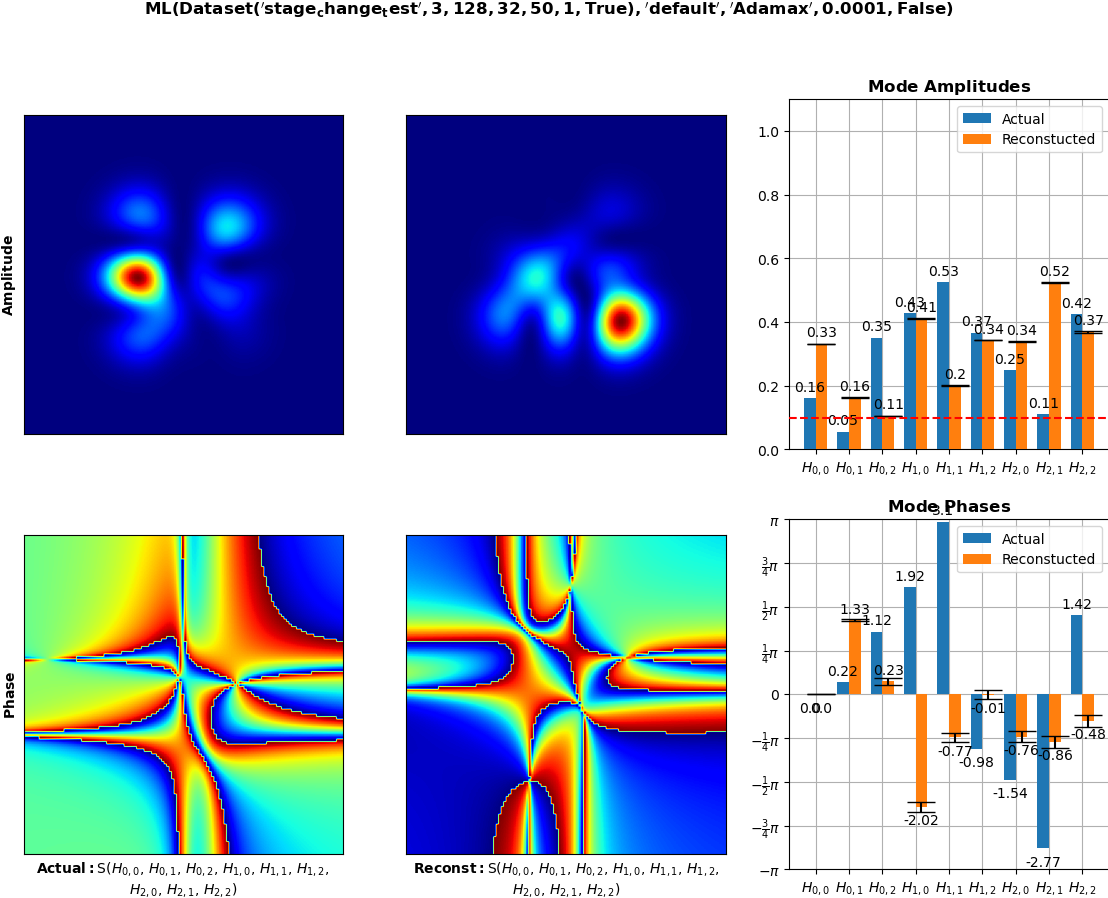 ML(Dataset('stage_change_test', 3, 128, 32, 50, 1, True), 'default', 'Adamax', 0.0001, False)
Amplitude
Mode Amplitudes
Actual
Reconstucted
1.0
0.8
0.6
0.4
0.2
0.0
0.16 0.05 0.35 0.43 0.53 0.37 0.25 0.11 0.42
0.33 0.16 0.11 0.41 0.2 0.34 0.34 0.52 0.37
H0,0 H0,1 H0,2 H1,0 H1,1 H1,2 H2,0 H2,1 H2,2
Phase
Actual: S(H0,0, H0,1, H0,2, H1,0, H1,1, H1,2,
H2,0, H2,1, H2,2)
Reconst: S(H0,0, H0,1, H0,2, H1,0, H1,1, H1,2,
H2,0, H2,1, H2,2)
Mode Phases
Actual
Reconstucted
π
3/4π
1/2π
1/4π
0
−1/4π
−1/2π
−3/4π
−π
0.0 0.22 1.12 1.92 3.1 -0.98 -1.54 -2.77 1.42
0.0 1.33 0.23 -2.02 -0.77 -0.01 -0.76 -0.86 -0.48
H0,0 H0,1 H0,2 H1,0 H1,1 H1,2 H2,0 H2,1 H2,2